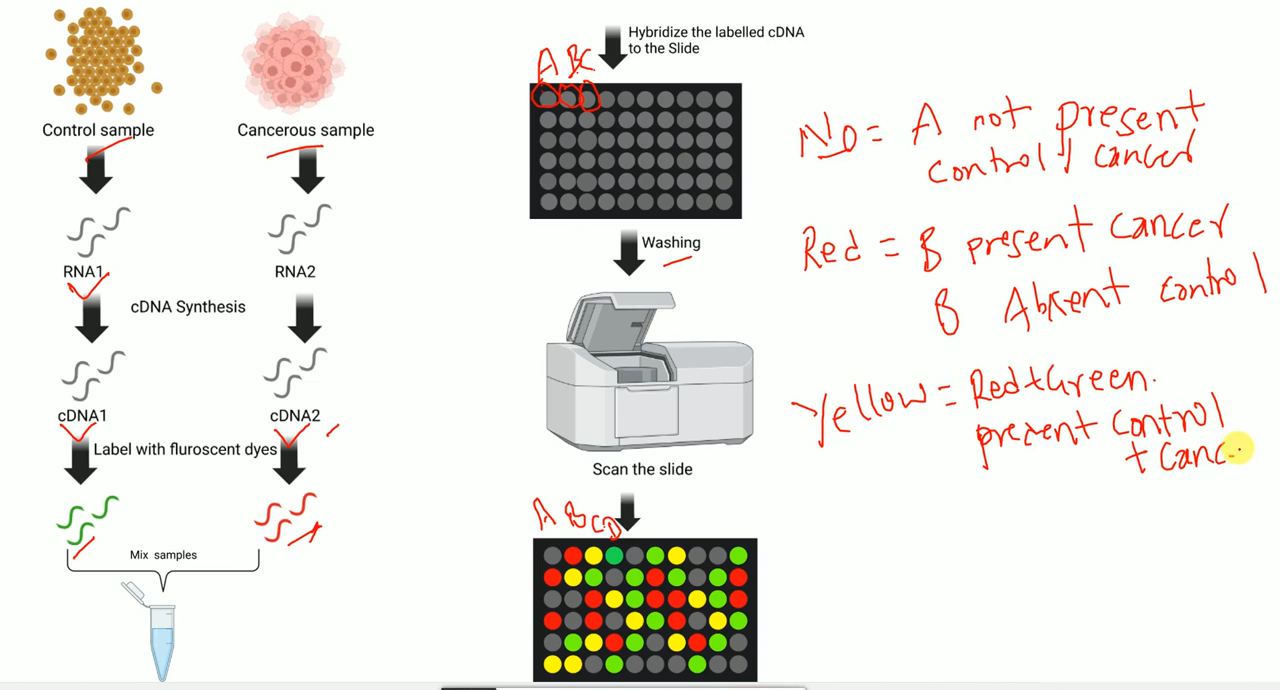 Control sample
Cancerous sample
RNA1
RNA2
cDNA Synthesis
cDNA1
cDNA2
Label with fluroscent dyes
Mix samples
Hybridize the labelled cDNA
to the Slide
A B C
Washing
Scan the slide
A B C D
NO = A not present
control / cancer
Red = B present cancer
B Absent control
Yellow = Red + Green.
present control
+ Canc